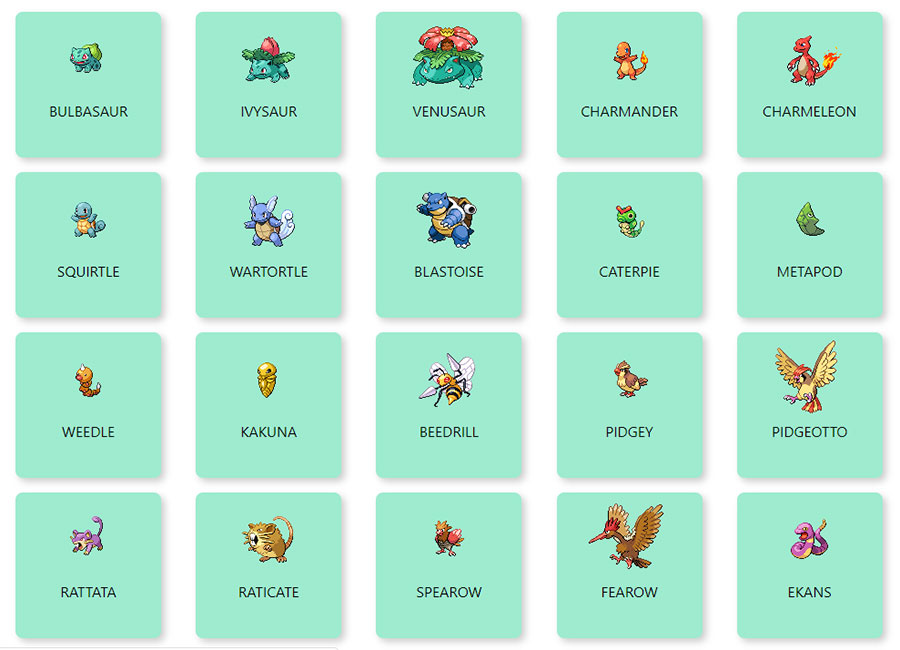 BULBASAUR
IVYSAUR
VENUSAUR
CHARMANDER
CHARMELEON
SQUIRTLE
WARTORTLE
BLASTOISE
CATERPIE
METAPOD
WEEDLE
KAKUNA
BEEDRILL
PIDGEY
PIDGEOTTO
RATTATA
RATICATE
SPEAROW
FEAROW
EKANS